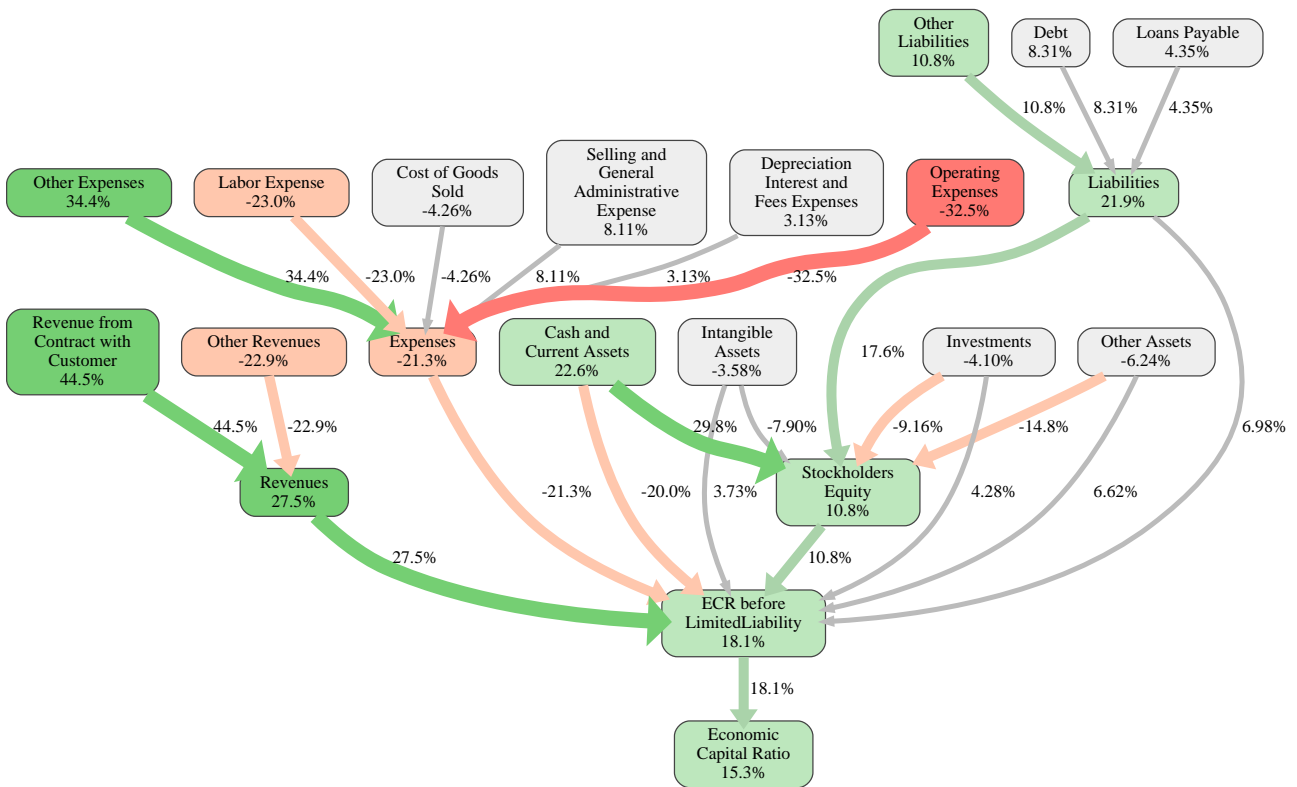 Other
Liabilities
10.8%
Debt
8.31%
Loans Payable
4.35%
10.8%
8.31%
4.35%
Other Expenses
34.4%
Labor Expense
-23.0%
Cost of Goods
Sold
-4.26%
Selling and
General
Administrative
Expense
8.11%
Depreciation
Interest and
Fees Expenses
3.13%
Operating
Expenses
-32.5%
Liabilities
21.9%
34.4%
-23.0%
-4.26%
8.11%
3.13%
-32.5%
Revenue from
Contract with
Customer
44.5%
Other Revenues
-22.9%
Expenses
-21.3%
Cash and
Current Assets
22.6%
Intangible
Assets
-3.58%
17.6%
Investments
-4.10%
Other Assets
-6.24%
44.5%
-22.9%
29.8%
-7.90%
-9.16%
-14.8%
6.98%
Revenues
27.5%
-21.3%
-20.0%
3.73%
Stockholders
Equity
10.8%
4.28%
6.62%
27.5%
10.8%
ECR before
LimitedLiability
18.1%
18.1%
Economic
Capital Ratio
15.3%